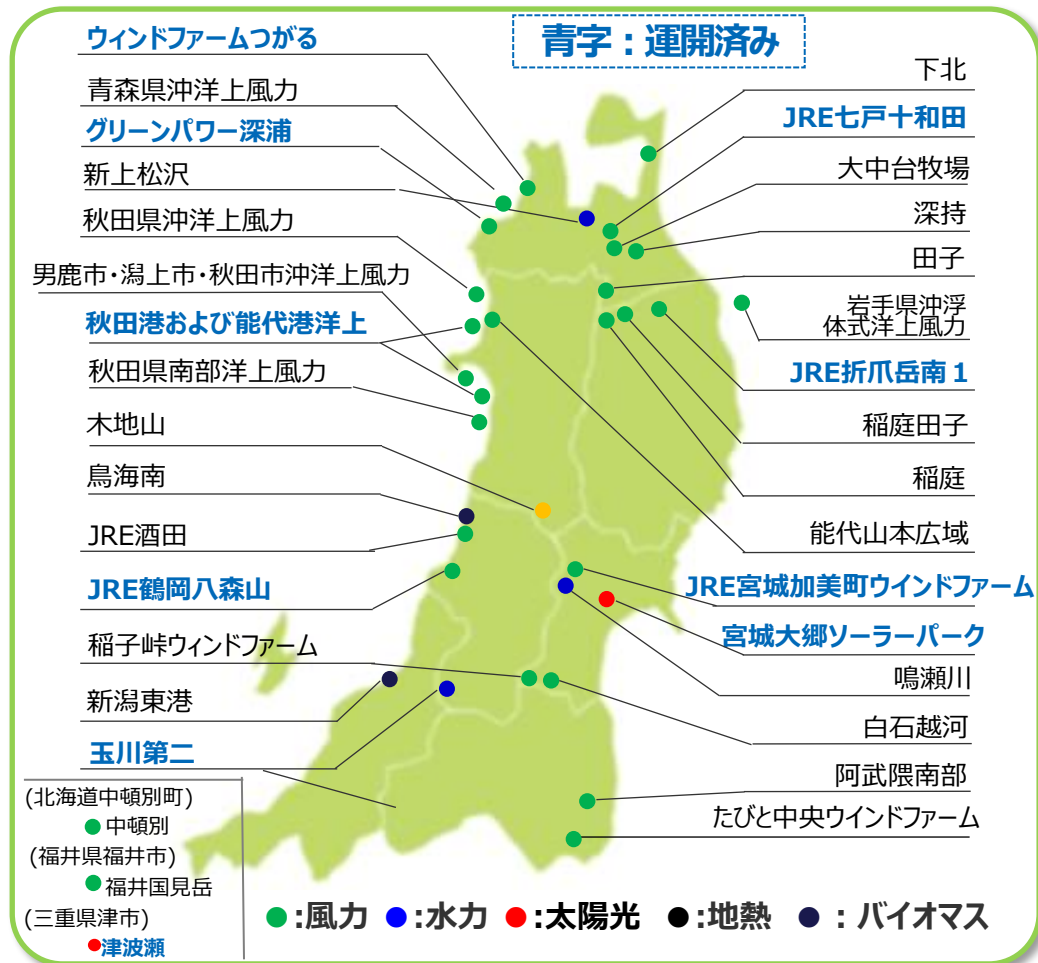 青字：運開済み
ウィンドファームつがる
青森県沖洋上風力
グリーンパワー深浦
新上松沢
秋田県沖洋上風力
男鹿市・潟上市・秋田市沖洋上風力
秋田港および能代港洋上
秋田県南部洋上風力
木地山
鳥海南
JRE酒田
JRE鶴岡八森山
稲子峠ウィンドファーム
新潟東港
玉川第二
下北
JRE七戸十和田
大中台牧場
深持
田子
岩手県沖浮
体式洋上風力
JRE折爪岳南１
稲庭田子
稲庭
能代山本広域
JRE宮城加美町ウインドファーム
宮城大郷ソーラーパーク
鳴瀬川
白石越河
阿武隈南部
たびと中央ウインドファーム
(北海道中頓別町)
中頓別
(福井県福井市)
福井国見岳
(三重県津市)
津波瀬
:風力 :水力 :太陽光 :地熱 ：バイオマス